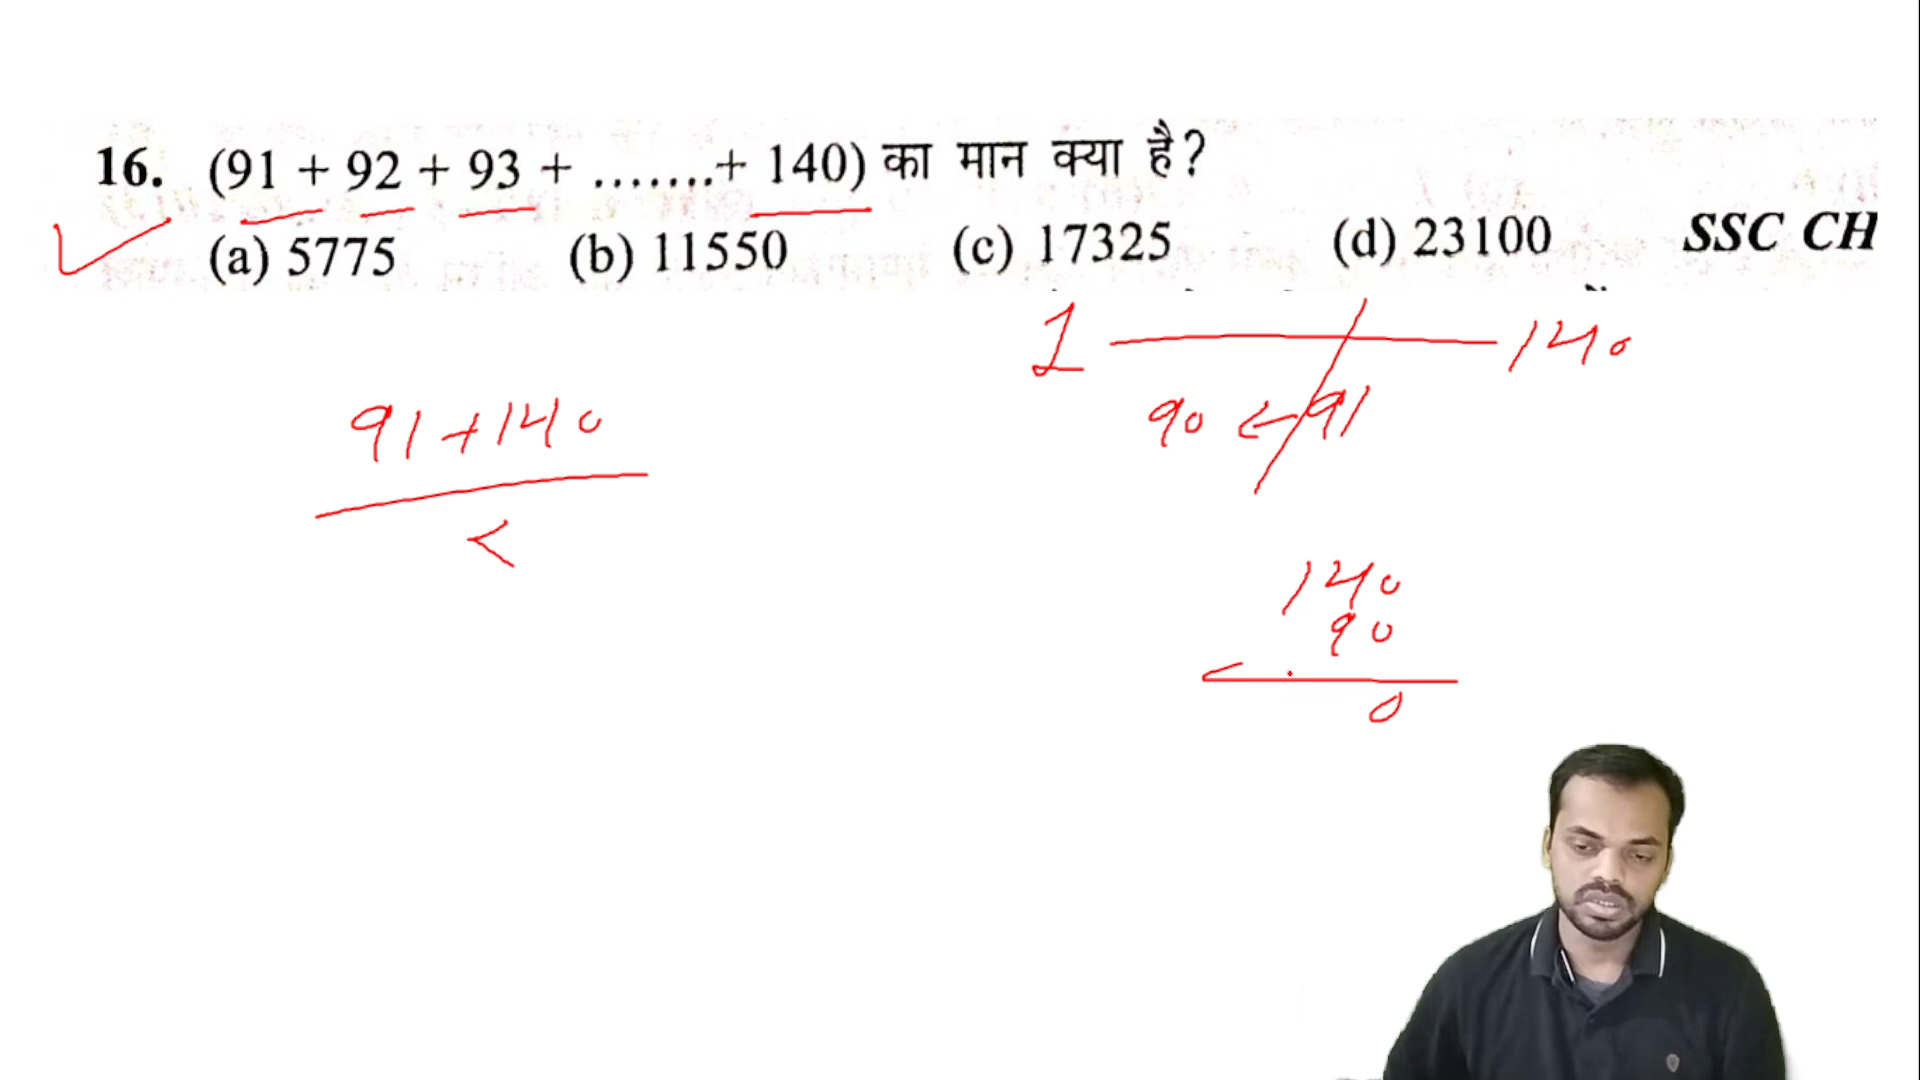 16. (91 + 92 + 93 + .......+ 140) का मान क्या है?
(a) 5775 (b) 11550 (c) 17325 (d) 23100 SSC CH
1 140
90 ← 91
91 + 140
140
90
0